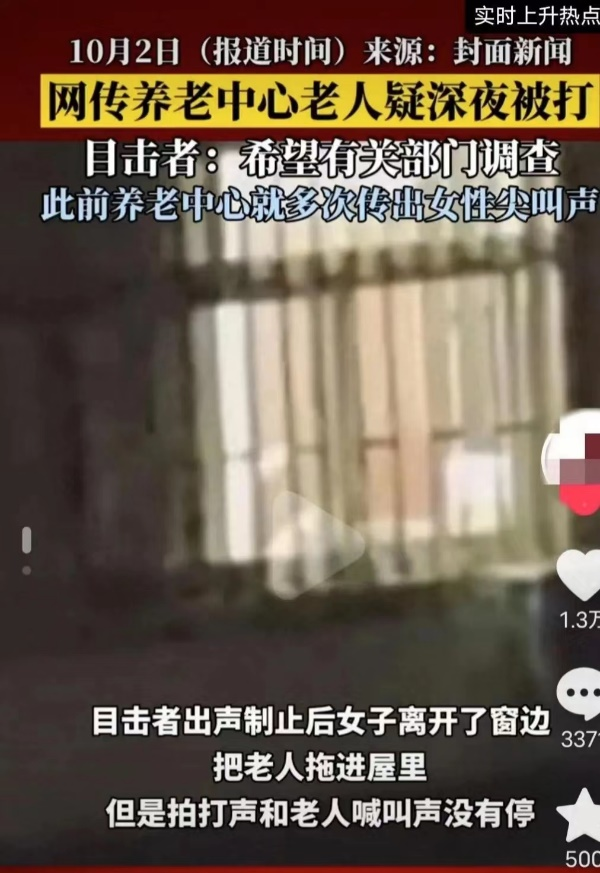 实时上升热点
10月2日（报道时间）来源：封面新闻
网传养老中心老人疑深夜被打
目击者：希望有关部门调查
此前养老中心就多次传出女性尖叫声
1.3万
337
500
目击者出声制止后女子离开了窗边
把老人拖进屋里
但是拍打声和老人喊叫声没有停